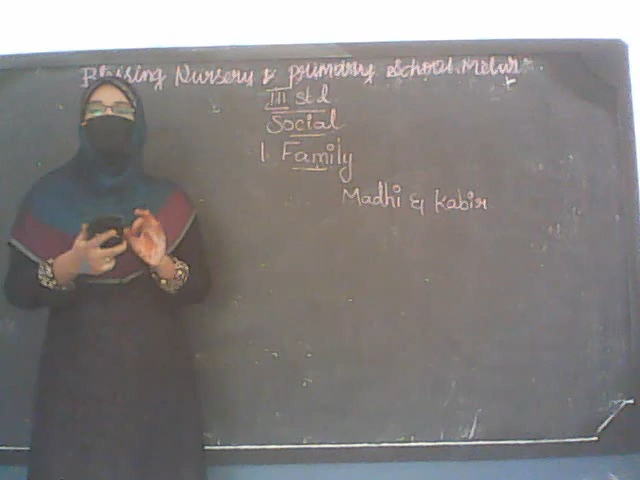 Blessing Nursery & primary School. Melur
III std
Social
1. Family
Madhi & Kabir